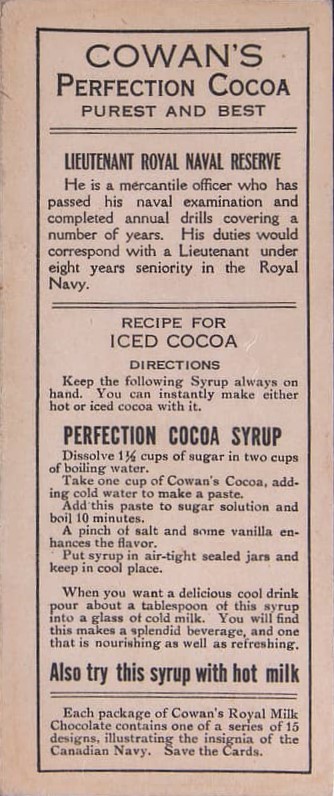 COWAN'S
PERFECTION COCOA
PUREST AND BEST
LIEUTENANT ROYAL NAVAL RESERVE
He is a mercantile officer who has
passed his naval examination and
completed annual drills covering a
number of years. His duties would
correspond with a Lieutenant under
eight years seniority in the Royal
Navy.
RECIPE FOR
ICED COCOA
DIRECTIONS
Keep the following Syrup always on
hand. You can instantly make either
hot or iced cocoa with it.
PERFECTION COCOA SYRUP
Dissolve 1½ cups of sugar in two cups
of boiling water.
Take one cup of Cowan's Cocoa, add-
ing cold water to make a paste.
Add this paste to sugar solution and
boil 10 minutes.
A pinch of salt and some vanilla en-
hances the flavor.
Put syrup in air-tight sealed jars and
keep in cool place.
When you want a delicious cool drink
pour about a tablespoon of this syrup
into a glass of cold milk. You will find
this makes a splendid beverage, and one
that is nourishing as well as refreshing.
Also try this syrup with hot milk
Each package of Cowan's Royal Milk
Chocolate contains one of a series of 15
designs, illustrating the insignia of the
Canadian Navy. Save the Cards.